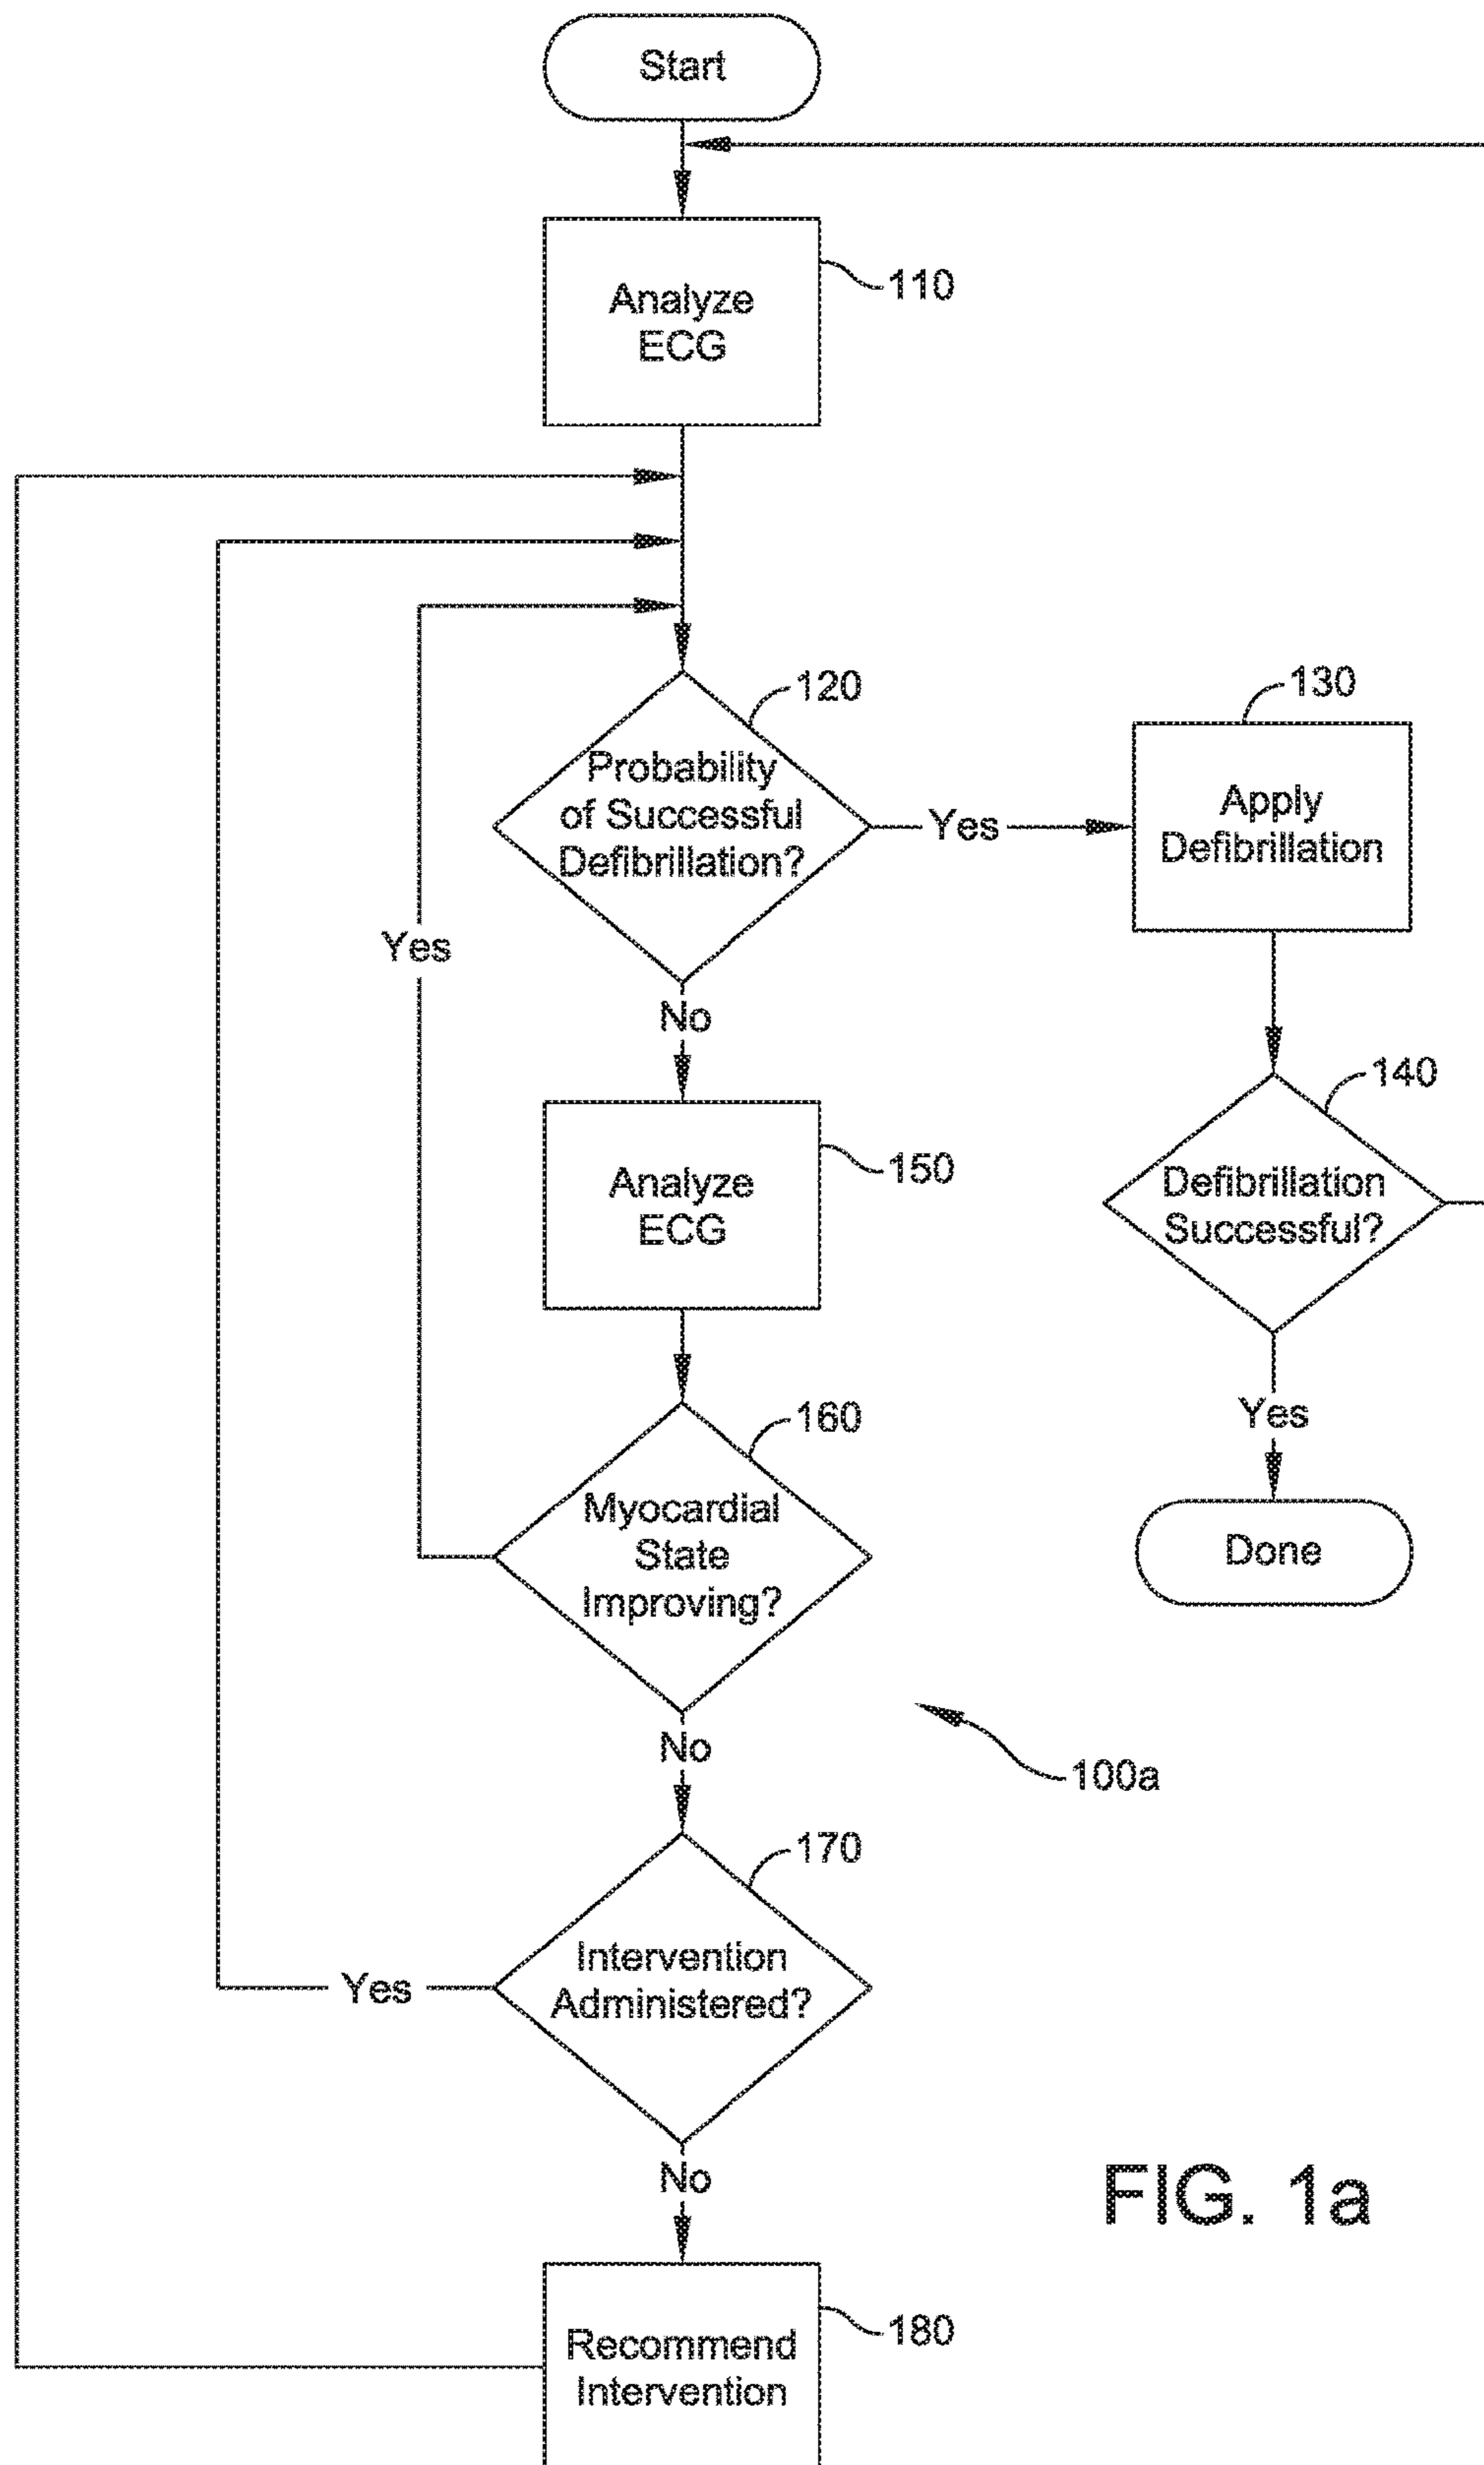 Start
Analyze
ECG
110
120
Probability
of Successful
Defibrillation?
Yes
130
Apply
Defibrillation
Yes
No
140
Defibrillation
Successful?
Analyze
ECG
150
Yes
Done
160
Myocardial
State
Improving?
No
100a
170
Intervention
Administered?
Yes
No
FIG. 1a
Recommend
Intervention
180